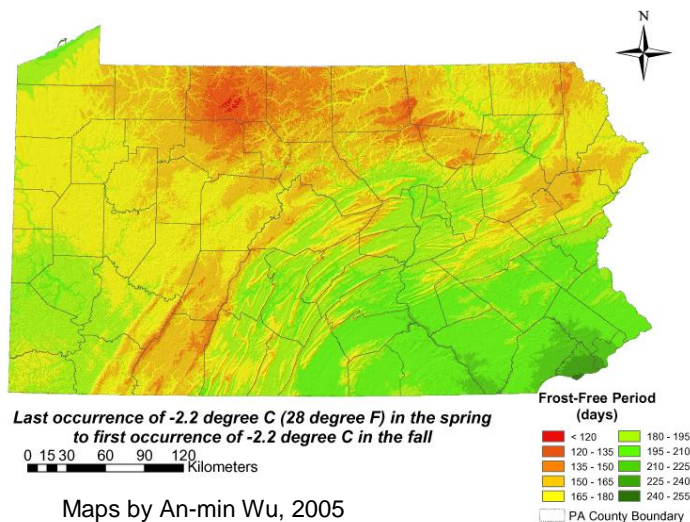 N
Last occurrence of -2.2 degree C (28 degree F) in the spring
to first occurrence of -2.2 degree C in the fall
0 15 30 60 90 120
Kilometers
Maps by An-min Wu, 2005
Frost-Free Period
(days)
< 120
120 - 135
135 - 150
150 - 165
165 - 180
180 - 195
195 - 210
210 - 225
225 - 240
240 - 255
PA County Boundary